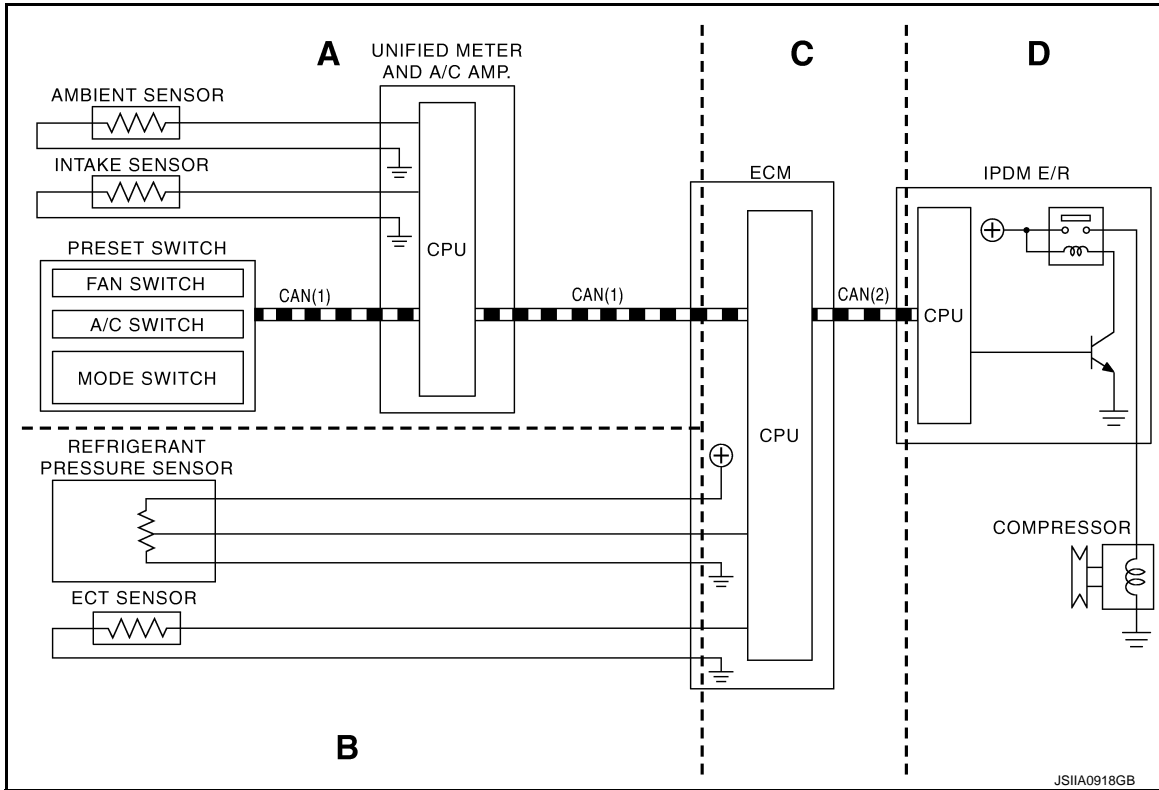 A
C
D
UNIFIED METER
AND A/C AMP.
AMBIENT SENSOR
INTAKE SENSOR
PRESET SWITCH
FAN SWITCH
A/C SWITCH
MODE SWITCH
CAN(1)
CPU
CAN(1)
ECM
CPU
CAN(2)
IPDM E/R
CPU
REFRIGERANT
PRESSURE SENSOR
ECT SENSOR
COMPRESSOR
B
JSIIA0918GB